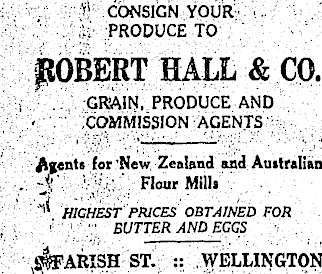 CONSIGN YOUR
PRODUCE TO
ROBERT HALL & CO.
GRAIN, PRODUCE AND
COMMISSION AGENTS
Agents for New Zealand and Australian
Flour Mills
HIGHEST PRICES OBTAINED FOR
BUTTER AND EGGS
FARISH ST. :: WELLINGTON